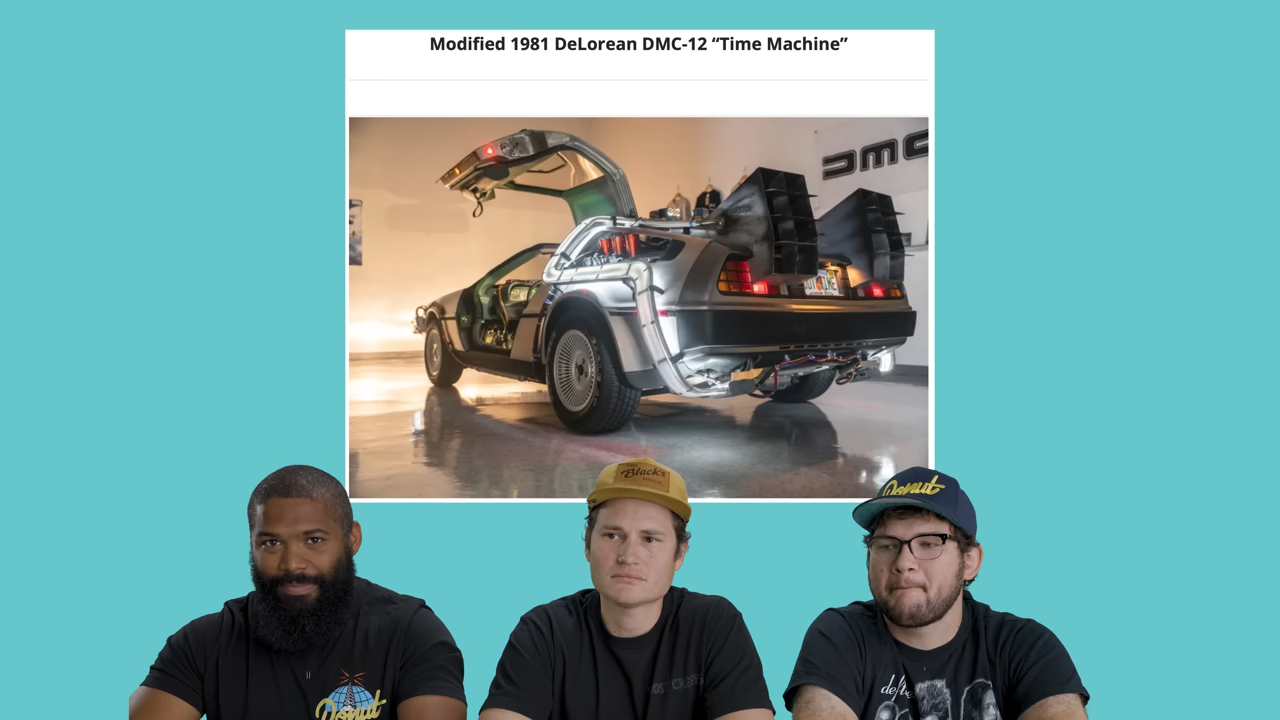 Modified 1981 DeLorean DMC-12 “Time Machine”
DMC
Black's
Donut
Donut